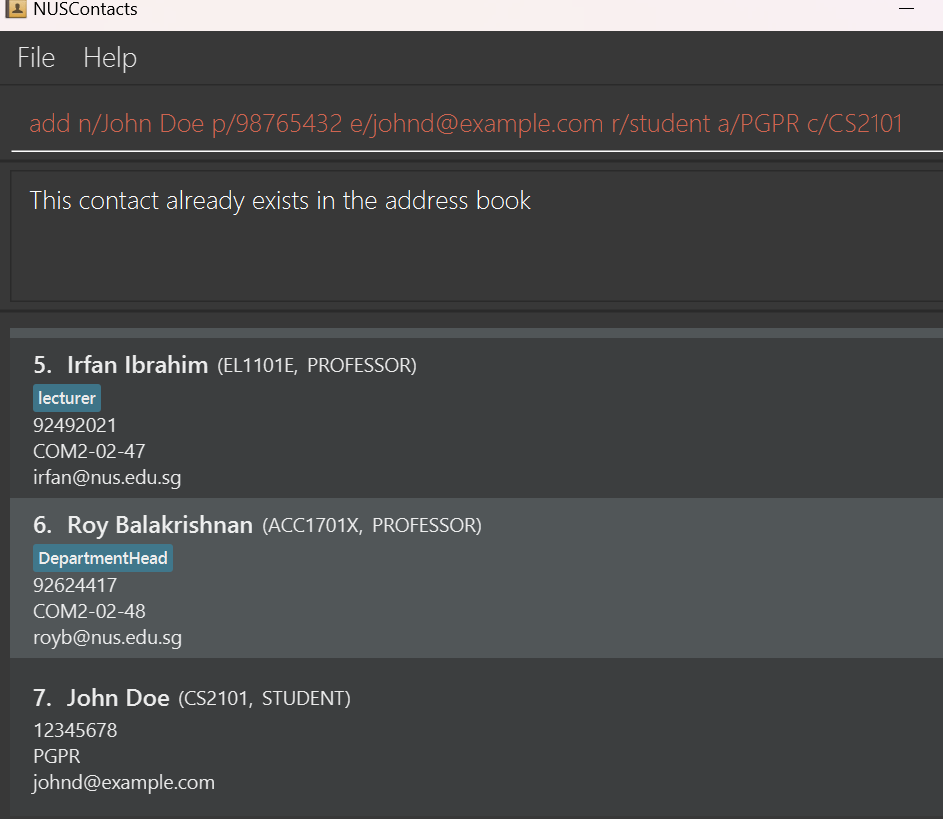 NUSContacts
File Help
add n/John Doe p/98765432 e/johnd@example.com r/student a/PGPR c/CS2101
This contact already exists in the address book
5. Irfan Ibrahim (EL1101E, PROFESSOR)
lecturer
92492021
COM2-02-47
irfan@nus.edu.sg
6. Roy Balakrishnan (ACC1701X, PROFESSOR)
DepartmentHead
92624417
COM2-02-48
royb@nus.edu.sg
7. John Doe (CS2101, STUDENT)
12345678
PGPR
johnd@example.com